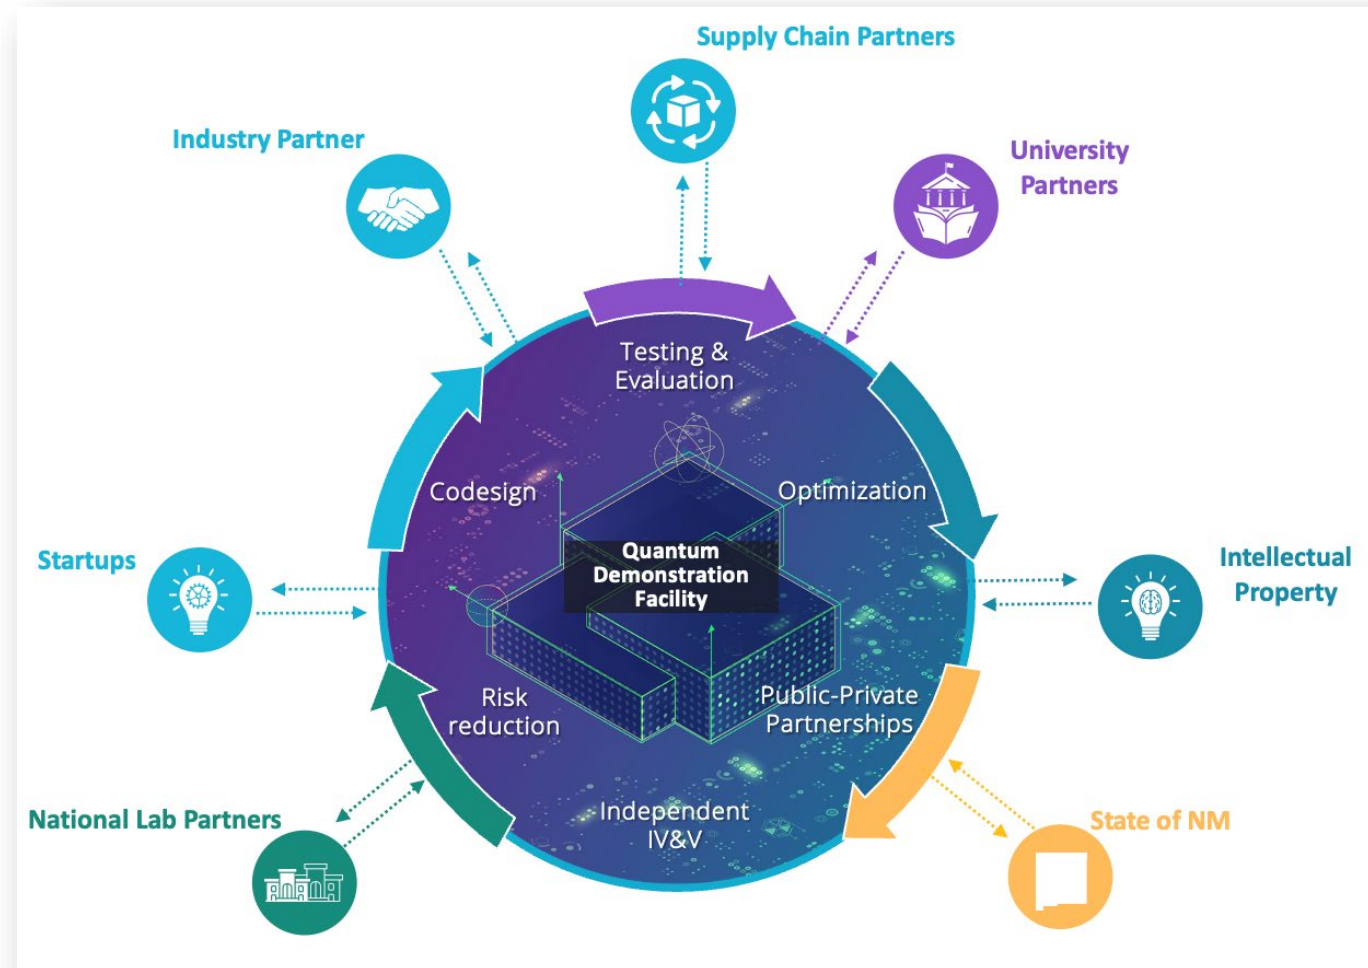 Supply Chain Partners
Industry Partner
University
Partners
Testing &
Evaluation
Codesign
Optimization
Quantum
Demonstration
Facility
Startups
Intellectual
Property
Risk
reduction
Public-Private
Partnerships
Independent
IV&V
National Lab Partners
State of NM